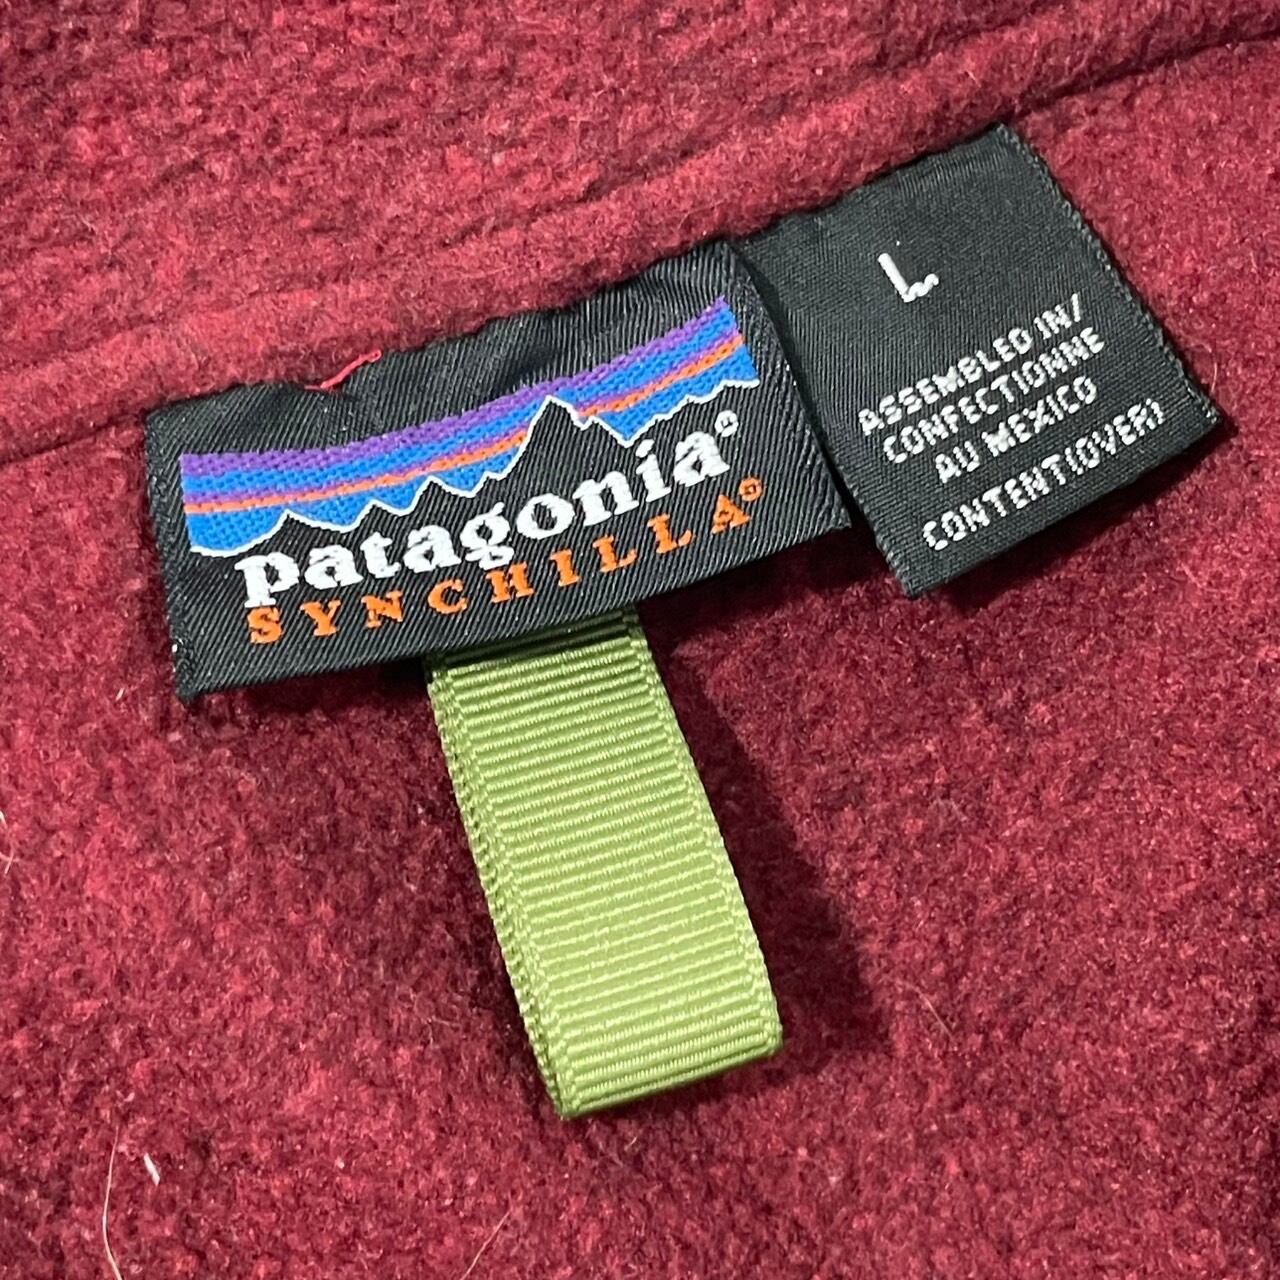 patagonia®
SYNCHILLA®
L
ASSEMBLED IN/
CONFECTIONNE
AU MEXICO
CONTENT(OVER)